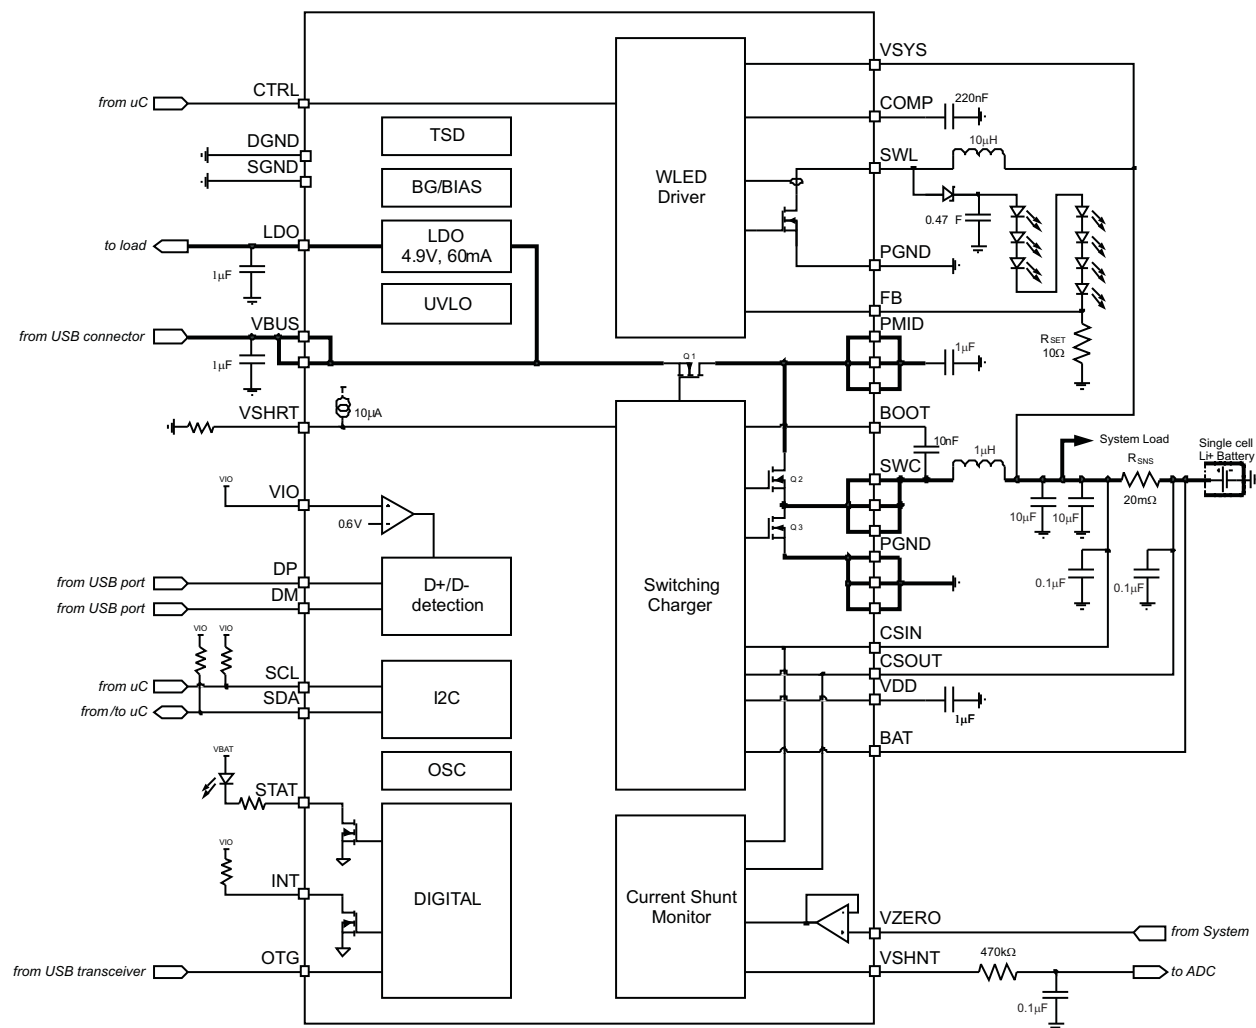 VSYS
CTRL
from uC
COMP
220nF
DGND
TSD
SGND
SWL
10µH
BG/BIAS
WLED
Driver
0.47 F
LDO
to load
LDO
4.9V, 60mA
1µF
PGND
UVLO
FB
VBUS
from USB connector
PMID
RSET
10Ω
1µF
Q1
1µF
VSHRT
10µA
BOOT
10nF
System Load
Single cell
Li+ Battery
SWC
1µH
RSNS
20mΩ
VIO
VIO
Q2
0.6V
10µF
10µF
Q3
PGND
DP
from USB port
D+/D-
detection
Switching
Charger
0.1µF
0.1µF
DM
from USB port
VIO
VIO
CSIN
SCL
from uC
CSOUT
I2C
SDA
from/to uC
VDD
1µF
VBAT
BAT
OSC
STAT
VIO
INT
DIGITAL
Current Shunt
Monitor
VZERO
from System
OTG
from USB transceiver
VSHNT
470kΩ
to ADC
0.1µF